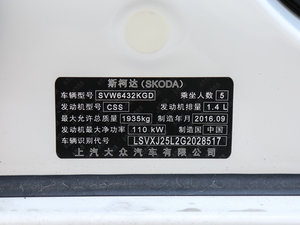 斯柯达(SKODA)
车辆型号 SVW6432KGD 乘坐人数 5
发动机型号 CSS 发动机排量 1.4 L
最大允许总质量 1935kg 制造年月 2016.09
发动机最大净功率 110 kW 制造国 中国
车辆识别代号 LSVXJ25L2G2028517
上汽大众汽车有限公司